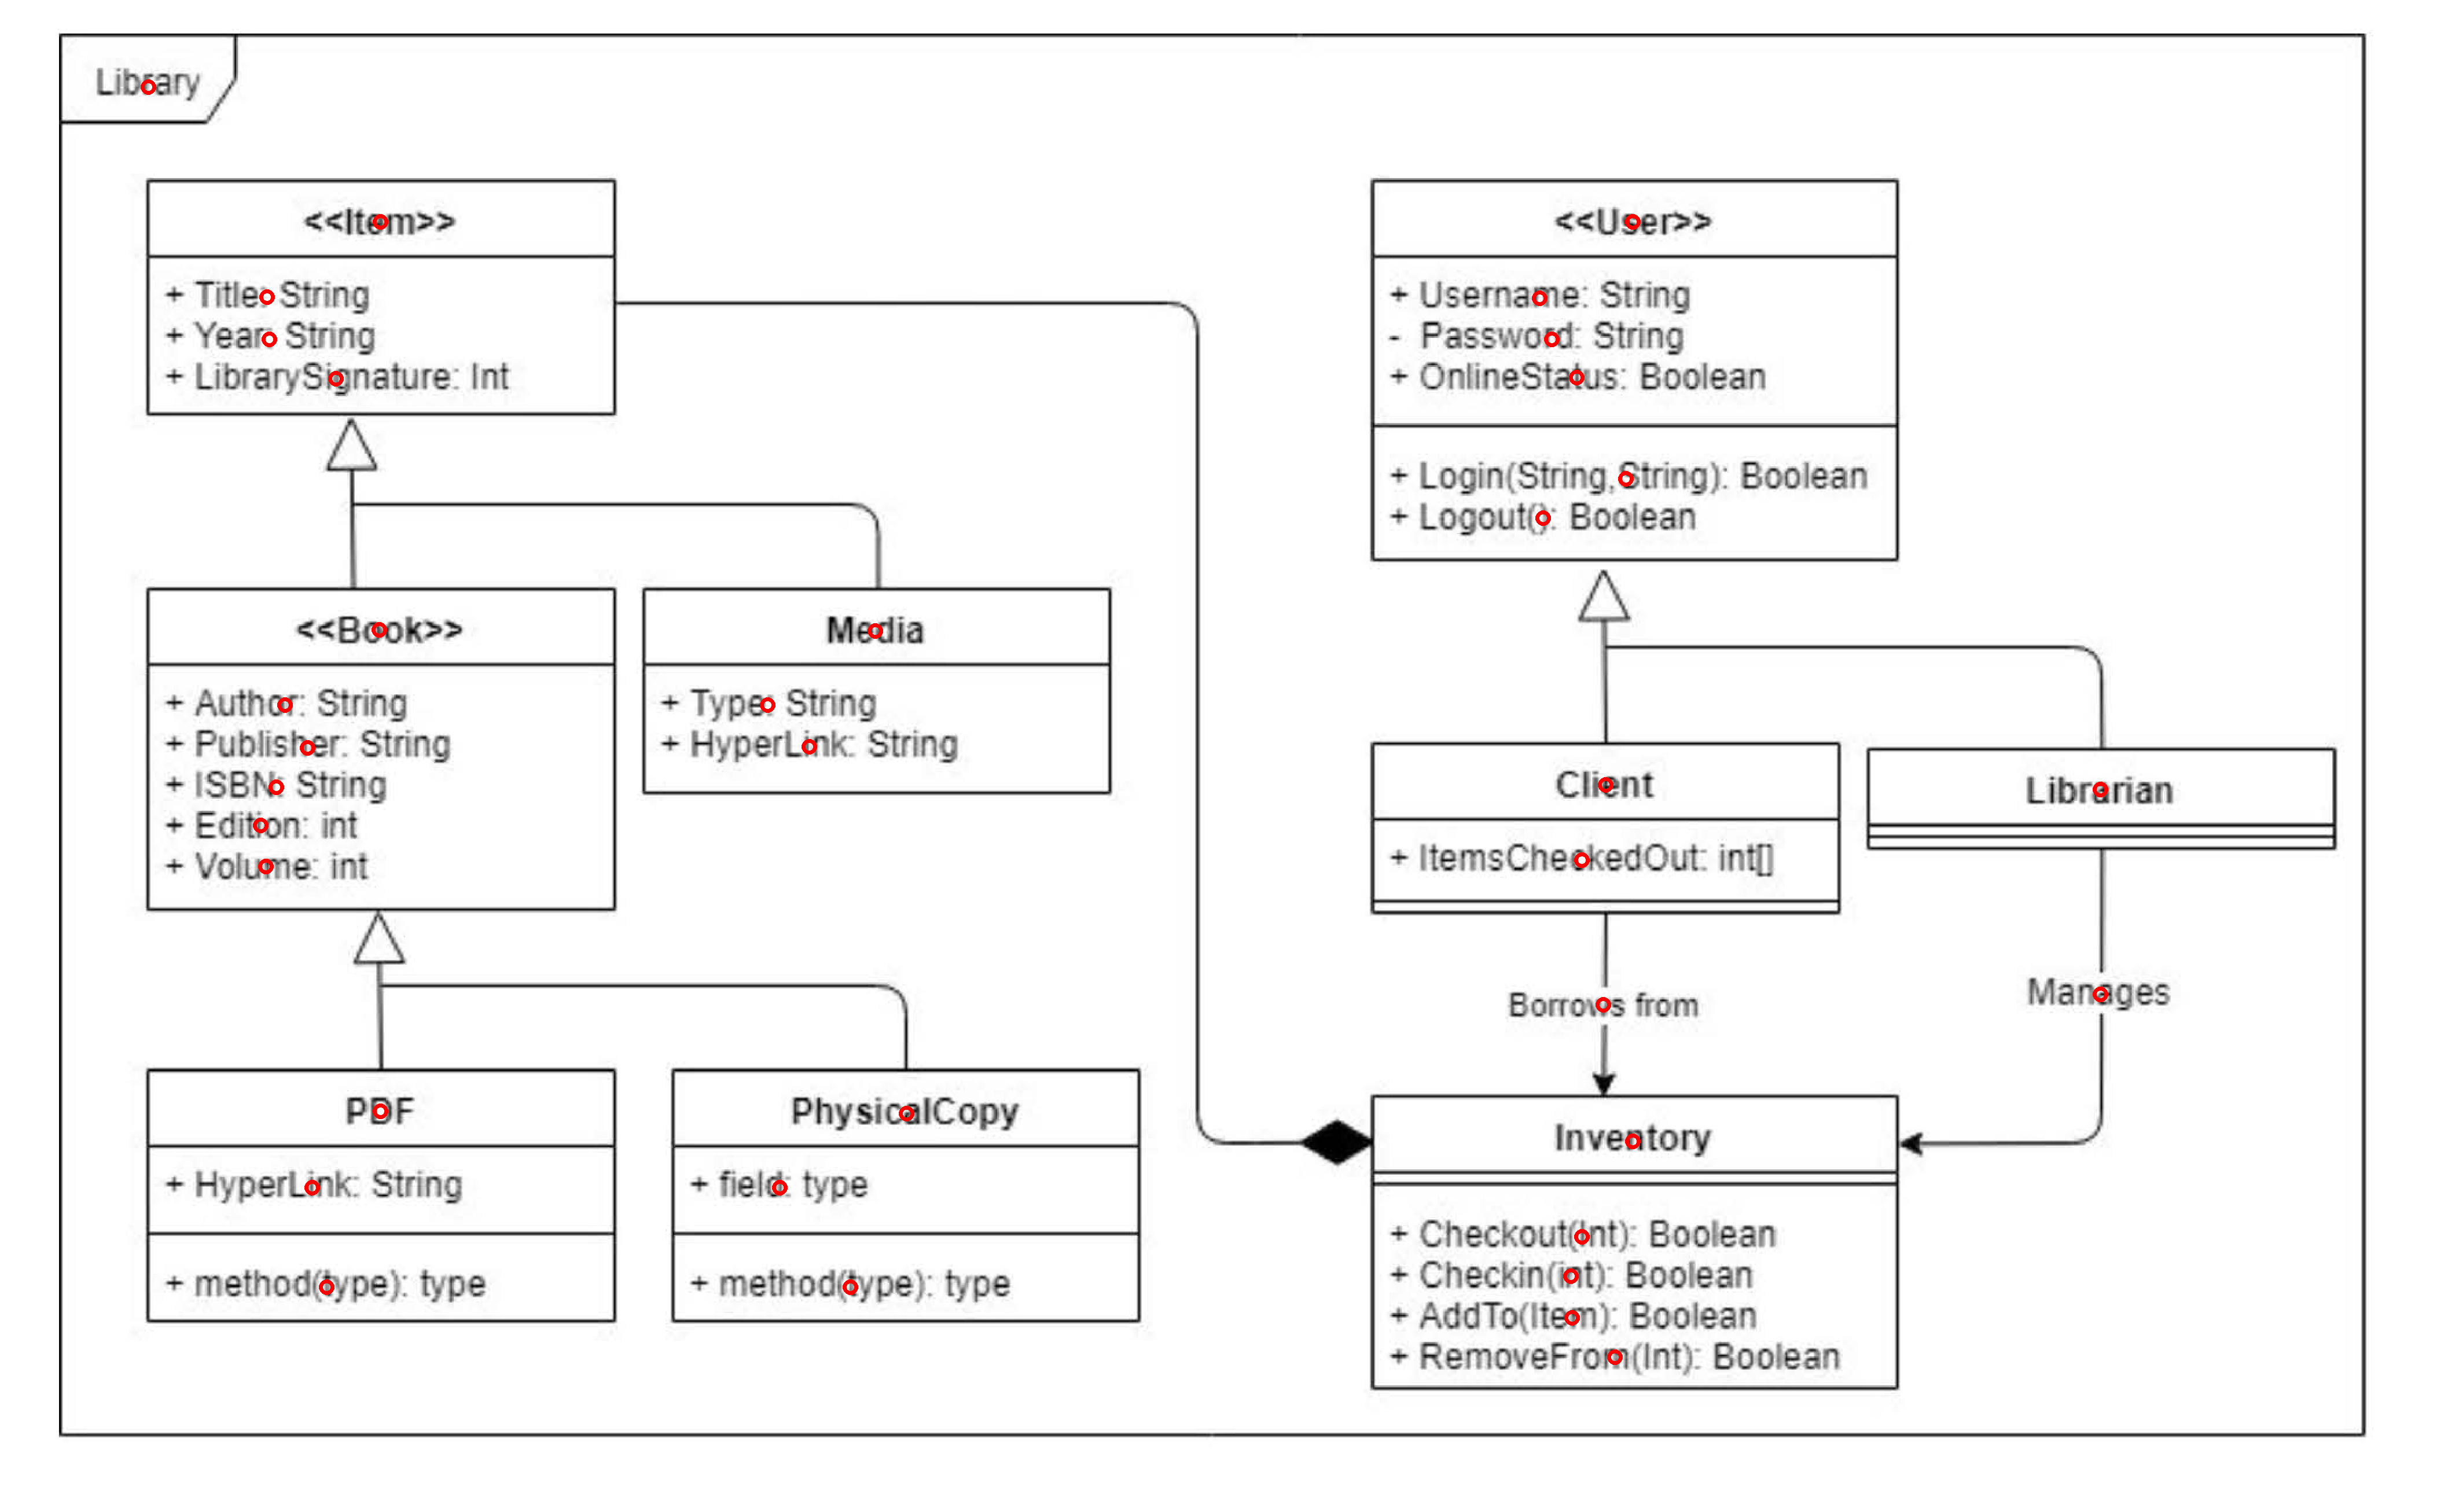 Library
<<Item>>
+ Title: String
+ Year: String
+ LibrarySignature: Int
<<User>>
+ Username: String
- Password: String
+ OnlineStatus: Boolean
+ Login(String,String): Boolean
+ Logout(): Boolean
<<Book>>
+ Author: String
+ Publisher: String
+ ISBN: String
+ Edition: int
+ Volume: int
Media
+ Type: String
+ HyperLink: String
Client
+ ItemsCheckedOut: int[]
Librarian
Borrows from
Manages
PDF
+ HyperLink: String
+ method(type): type
PhysicalCopy
+ field: type
+ method(type): type
Inventory
+ Checkout(Int): Boolean
+ Checkin(int): Boolean
+ AddTo(Item): Boolean
+ RemoveFrom(Int): Boolean